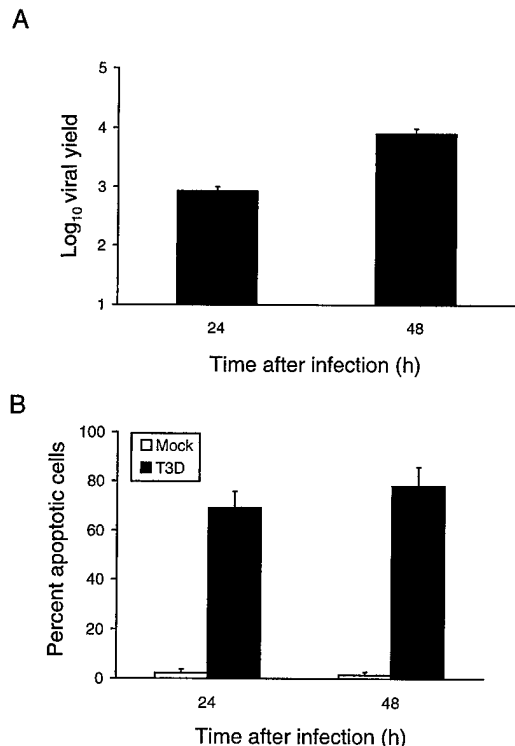 A
5
4
3
2
1
Log10 viral yield
24 48
Time after infection (h)
B
100
80
60
40
20
0
Percent apoptotic cells
Mock
T3D
24 48
Time after infection (h)